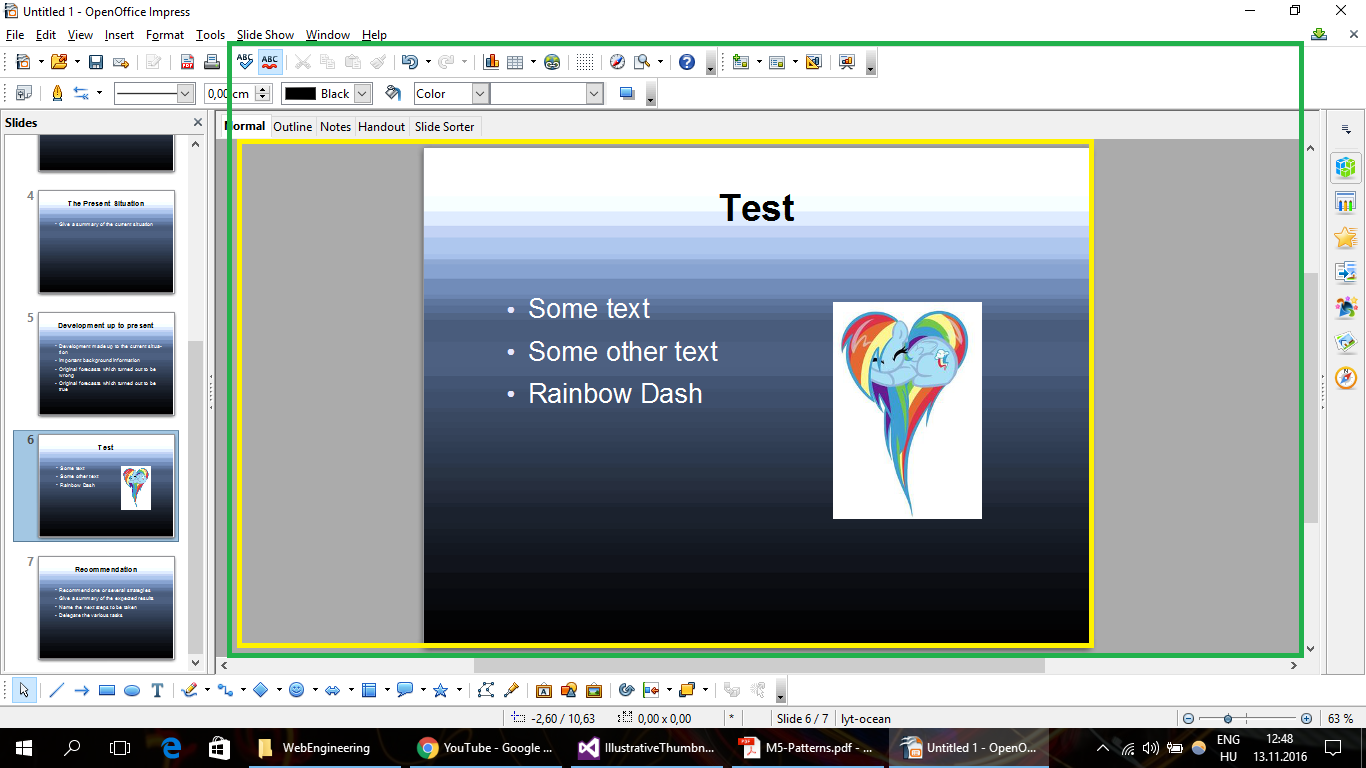 Untitled 1 - OpenOffice Impress
File Edit View Insert Format Tools Slide Show Window Help
ABC ABC
0,00 cm Black Color
Slides
Normal Outline Notes Handout Slide Sorter
4
The Present Situation
Give a summary of the current situation
5
Development up to present
Development made up to the current situa-
tion
Important background information
Original forecasts which turned out to be
wrong
Original forecasts which turned out to be
true
6
Test
Some text
Some other text
Rainbow Dash
7
Recommendation
Recommend one or several strategies
Give a summary of the expected results
Name the next steps to be taken
Delegate the various tasks
Test
• Some text
• Some other text
• Rainbow Dash
-2,60 / 10,63 0,00 x 0,00 * Slide 6 / 7 lyt-ocean 63 %
WebEngineering YouTube - Google ... IllustrativeThumbn... M5-Patterns.pdf - ... Untitled 1 - OpenO...
ENG
HU
12:48
13.11.2016